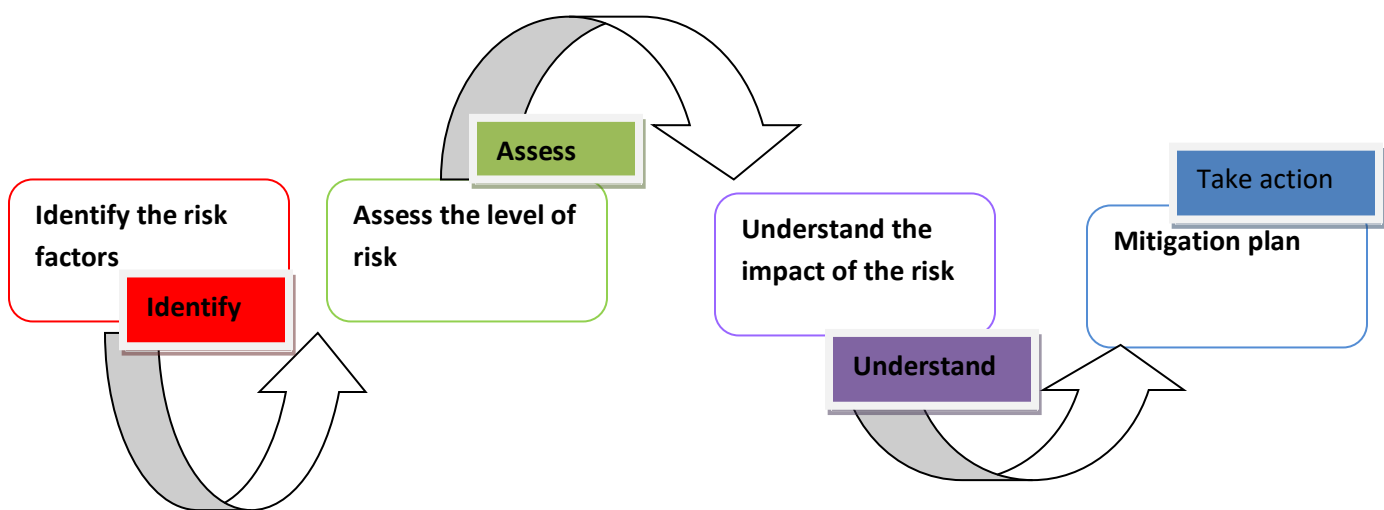 Identify the risk
factors
Identify
Assess
Assess the level of
risk
Understand the
impact of the risk
Understand
Take action
Mitigation plan